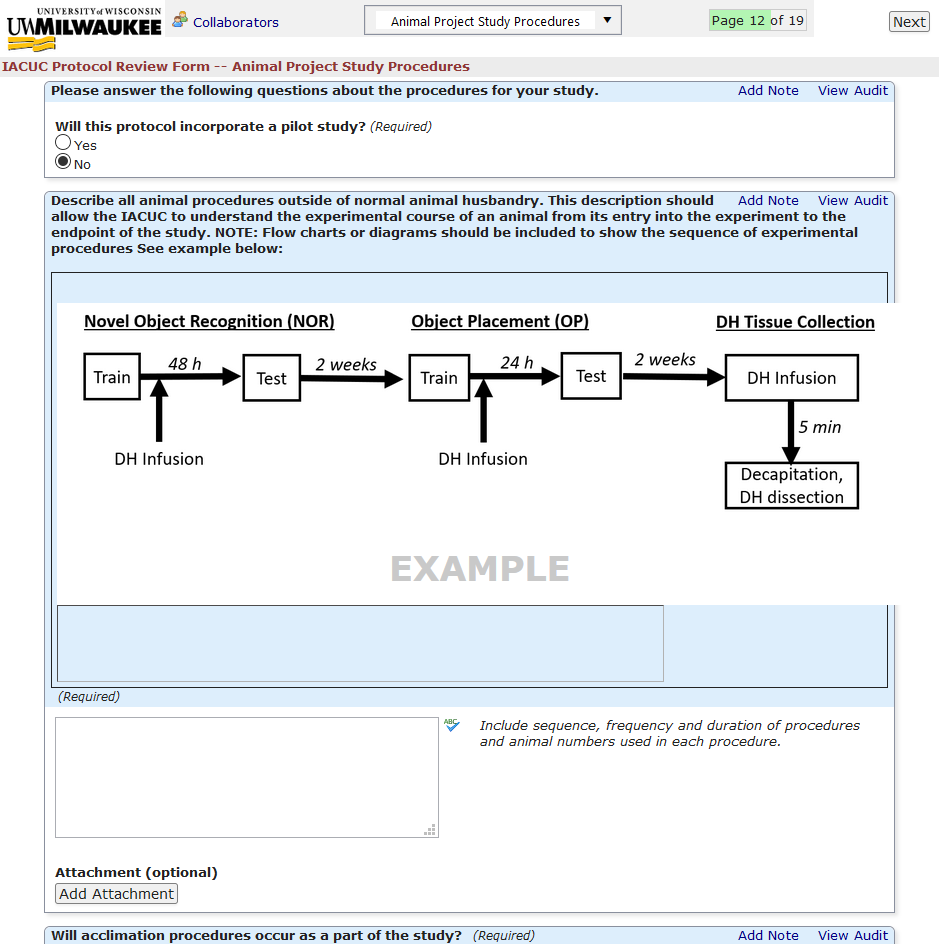 UNIVERSITY of WISCONSIN
UWMILWAUKEE
Collaborators
Animal Project Study Procedures
Page 12 of 19
Next
IACUC Protocol Review Form -- Animal Project Study Procedures
Please answer the following questions about the procedures for your study.
Add Note View Audit
Will this protocol incorporate a pilot study? (Required)
Yes
No
Describe all animal procedures outside of normal animal husbandry. This description should
Add Note View Audit
allow the IACUC to understand the experimental course of an animal from its entry into the experiment to the
endpoint of the study. NOTE: Flow charts or diagrams should be included to show the sequence of experimental
procedures See example below:
Novel Object Recognition (NOR)
Object Placement (OP)
DH Tissue Collection
Train
48 h
Test
2 weeks
Train
24 h
Test
2 weeks
DH Infusion
5 min
DH Infusion
DH Infusion
Decapitation,
DH dissection
EXAMPLE
(Required)
ABC
Include sequence, frequency and duration of procedures
and animal numbers used in each procedure.
Attachment (optional)
Add Attachment
Will acclimation procedures occur as a part of the study? (Required)
Add Note View Audit